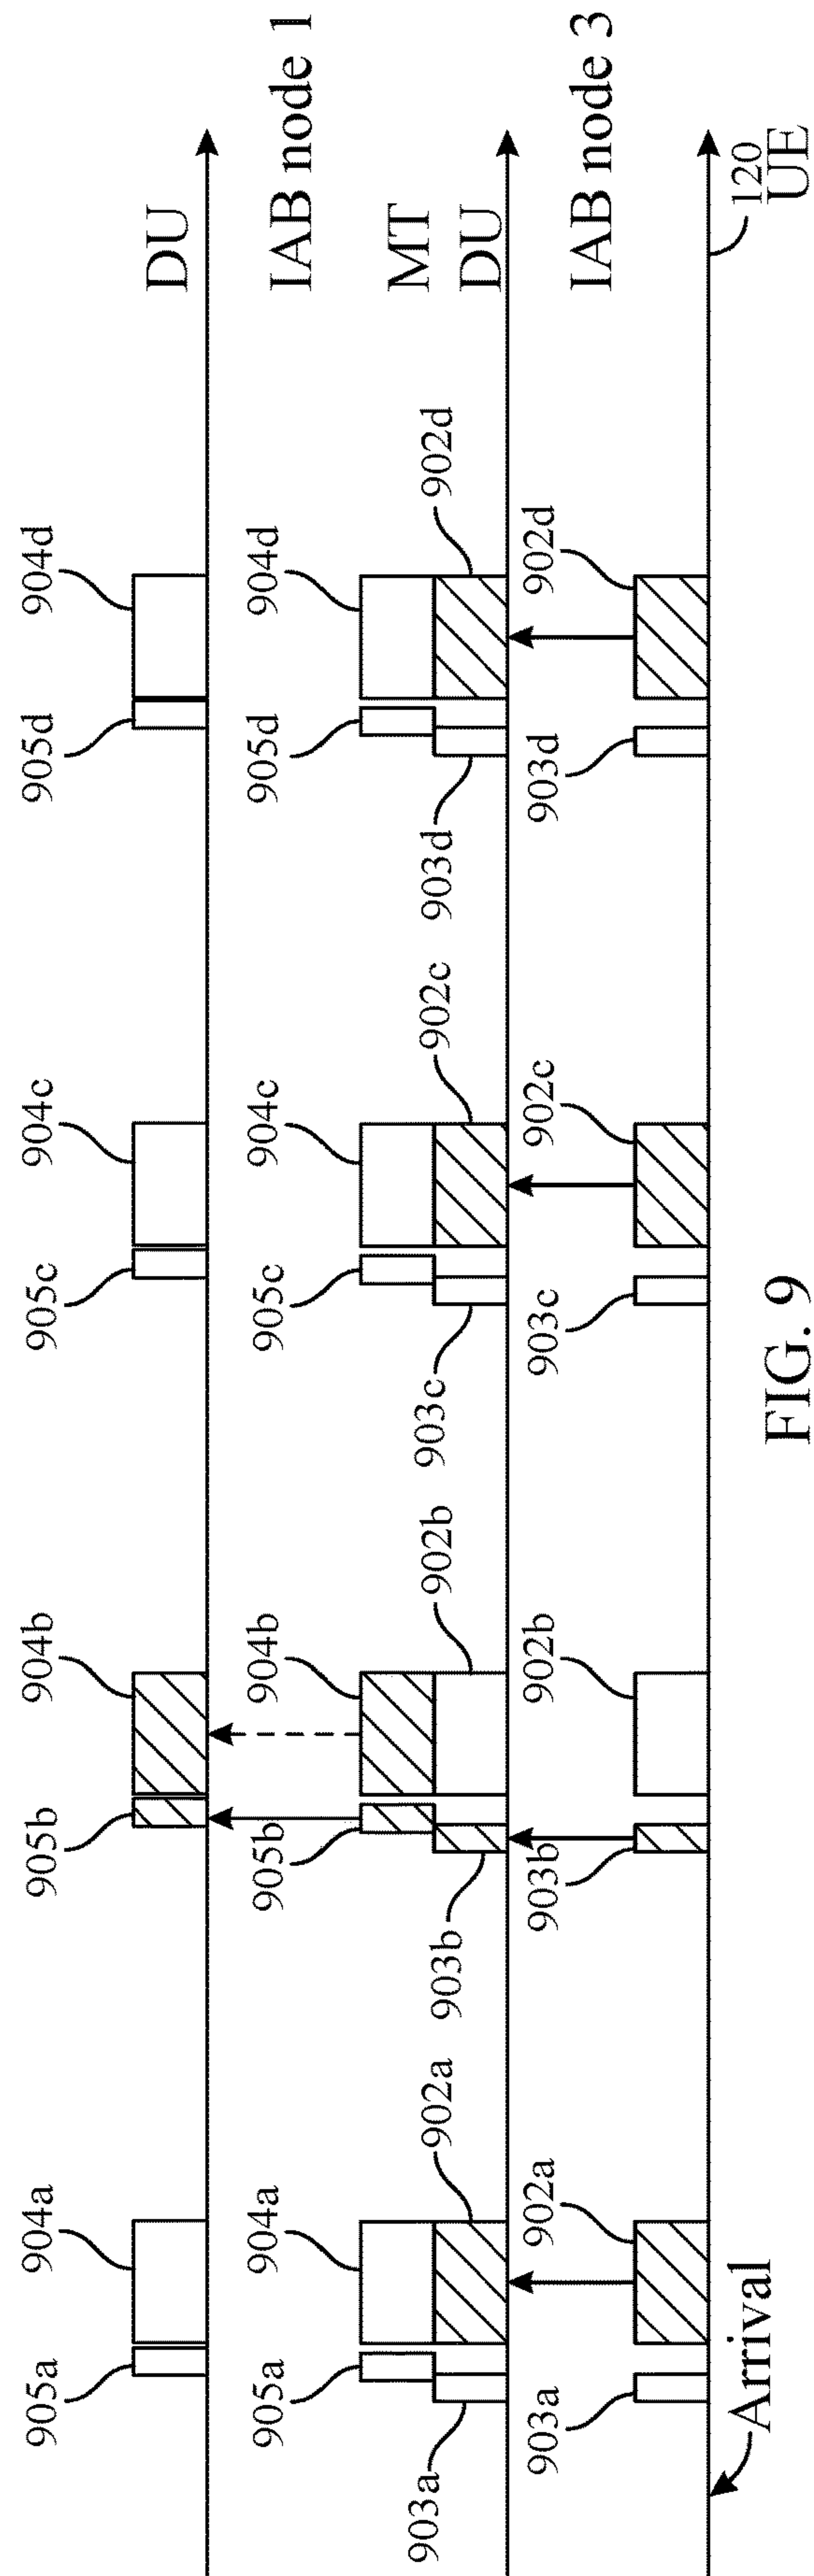 905a 904a 905b 904b 905c 904c 905d 904d
DU
905a 904a 905b 904b 905c 904c 905d 904d
IAB node 1
MT
903a 902a 903b 902b 903c 902c 903d 902d
DU
903a 902a 903b 902b 903c 902c 903d 902d
IAB node 3
Arrival
120
UE
FIG. 9